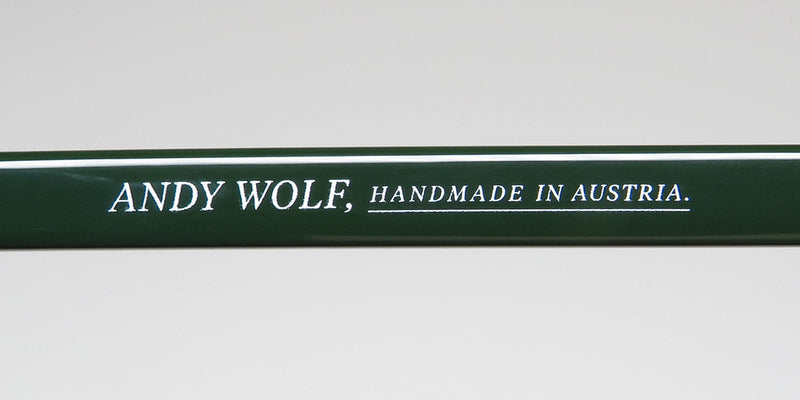 ANDY WOLF, HANDMADE IN AUSTRIA.